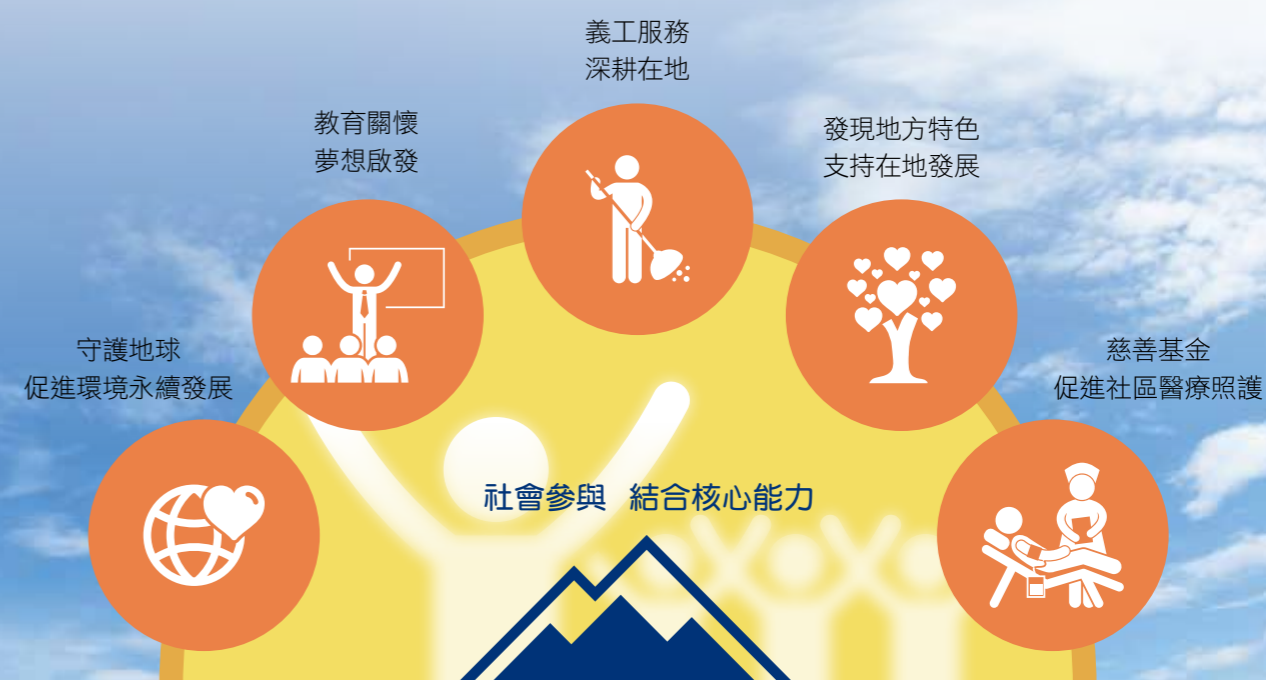 義工服務
深耕在地
教育關懷
夢想啟發
發現地方特色
支持在地發展
守護地球
促進環境永續發展
慈善基金
促進社區醫療照護
社會參與 結合核心能力